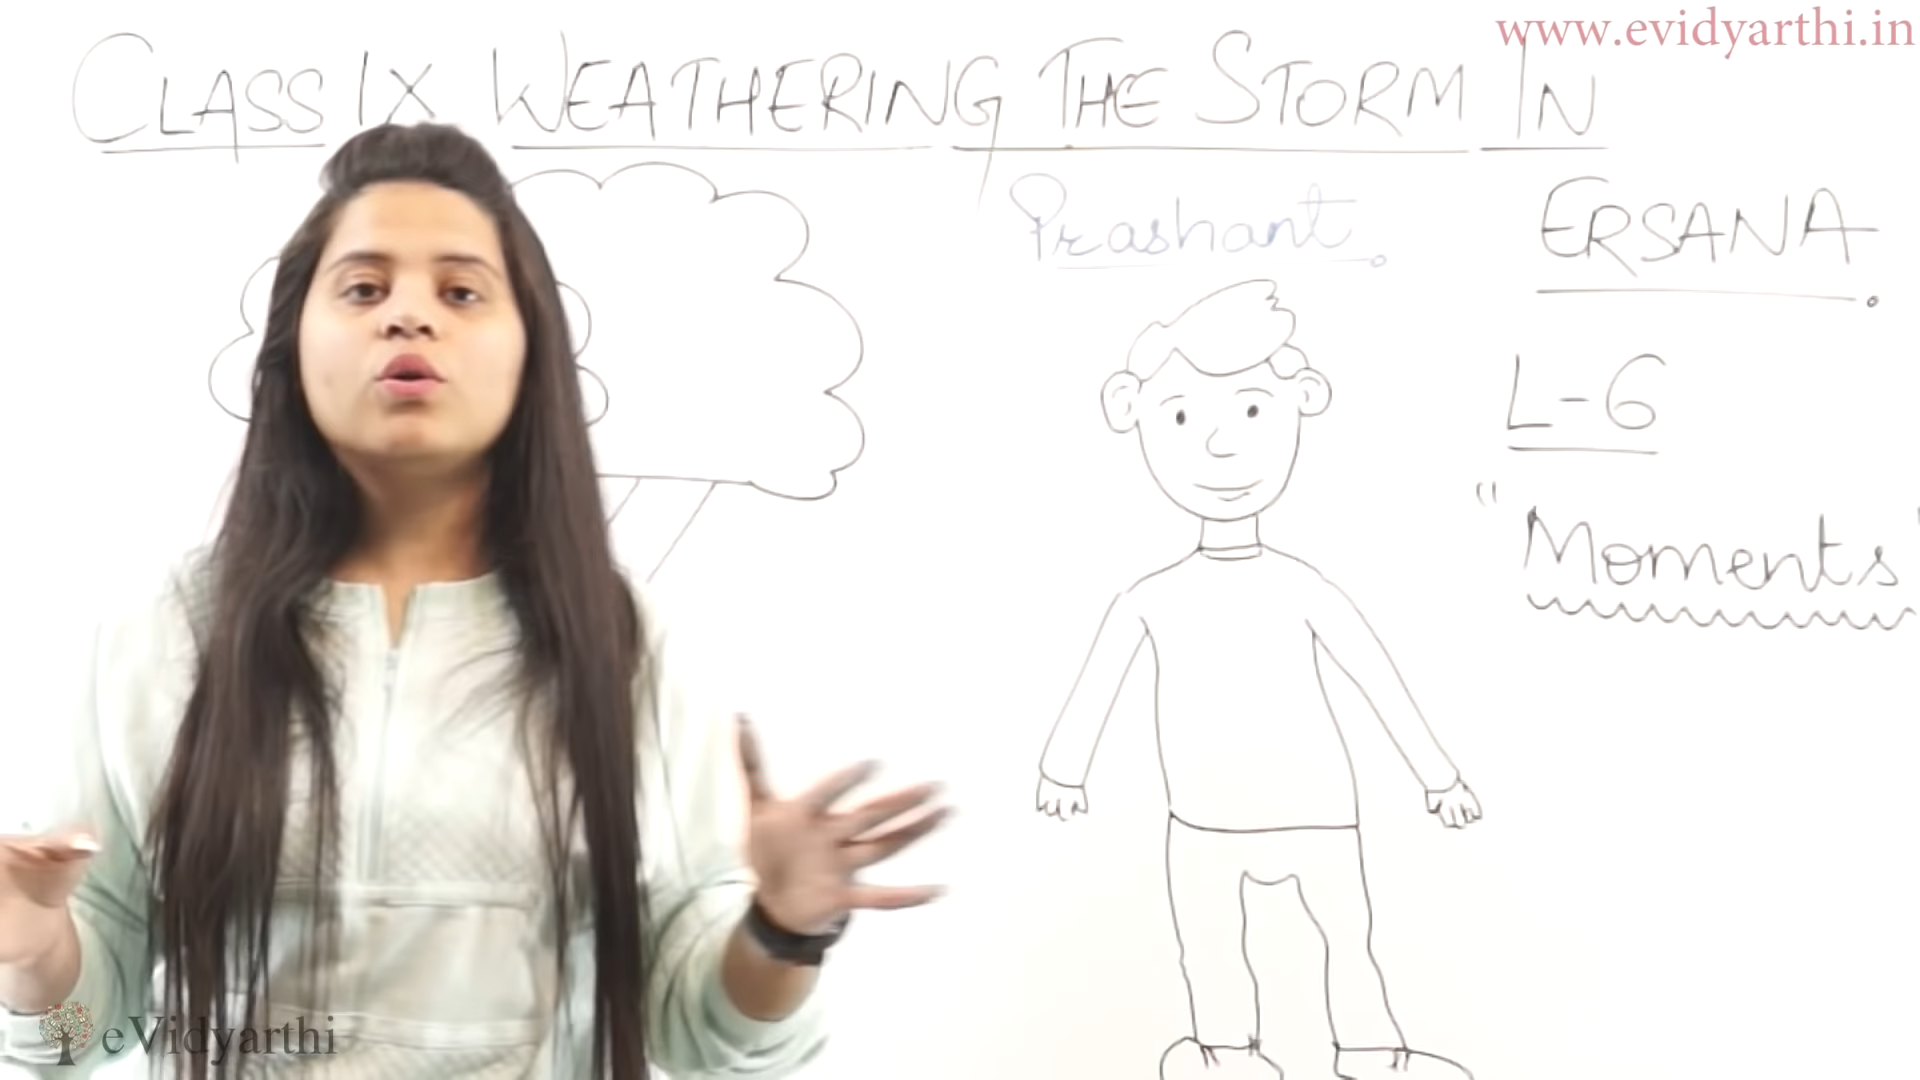 www.evidyarthi.in
CLASS IX WEATHERING THE STORM IN
ERSANA
Prashant
L-6
"Moments"
eVidyarthi